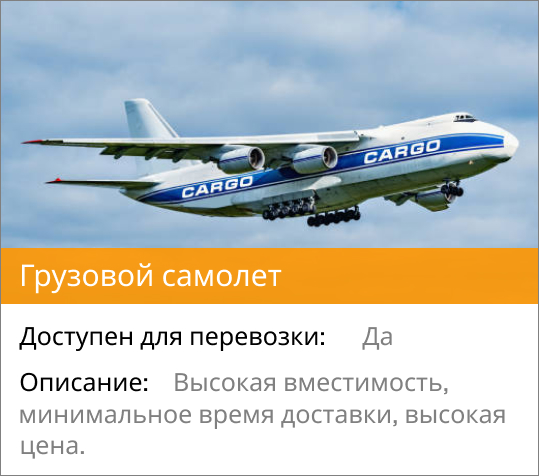 CARGO
CARGO
Грузовой самолет
Доступен для перевозки: Да
Описание: Высокая вместимость,
минимальное время доставки, высокая
цена.